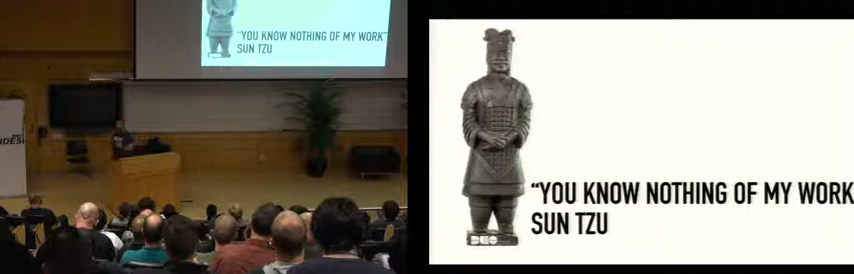 "YOU KNOW NOTHING OF MY WORK"
SUN TZU
“YOU KNOW NOTHING OF MY WORK
SUN TZU